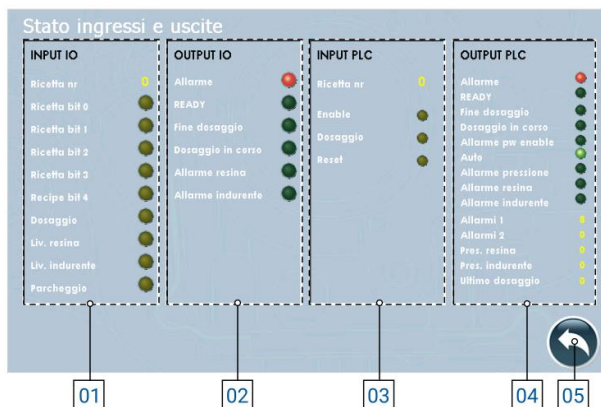 Stato ingressi e uscite
INPUT IO
Ricetta nr 0
Ricetta bit 0
Ricetta bit 1
Ricetta bit 2
Ricetta bit 3
Recipe bit 4
Dosaggio
Liv. resina
Liv. indurente
Parcheggio
OUTPUT IO
Allarme
READY
Fine dosaggio
Dosaggio in corso
Allarme resina
Allarme indurente
INPUT PLC
Ricetta nr 0
Enable
Dosaggio
Reset
OUTPUT PLC
Allarme
READY
Fine dosaggio
Dosaggio in corso
Allarme pw enable
Auto
Allarme pressione
Allarme resina
Allarme indurente
Allarmi 1 8
Allarmi 2 0
Pres. resina 0
Pres. indurente 0
Ultimo dosaggio 0
01 02 03 04 05